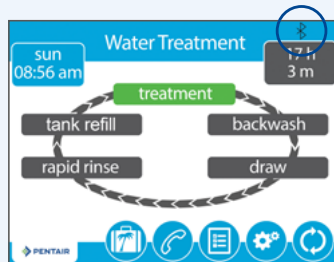 Water Treatment
sun
08:56 am
17 h
3 m
treatment
tank refill
backwash
rapid rinse
draw
PENTAIR